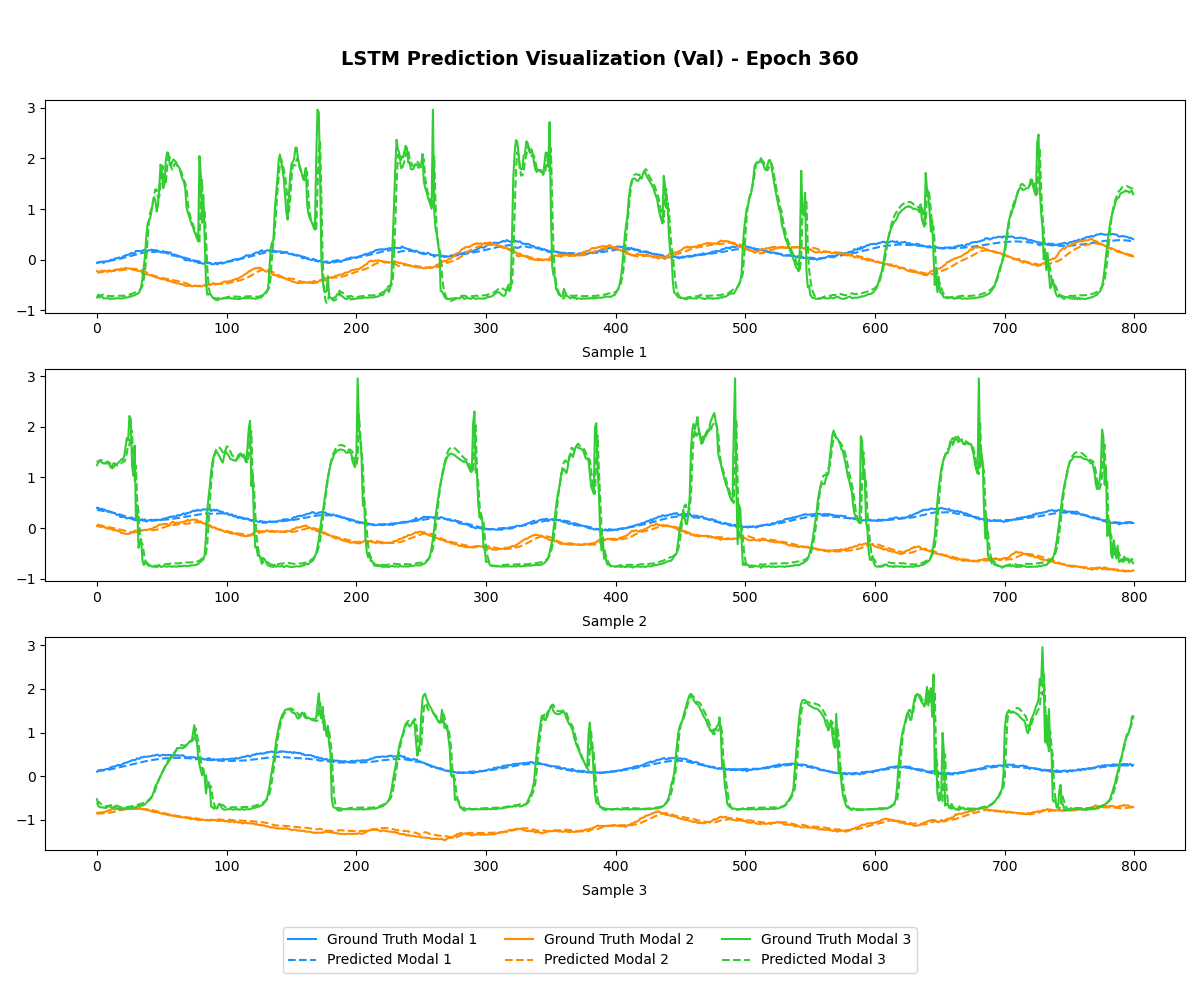 LSTM Prediction Visualization (Val) - Epoch 360
3
2
1
0
−1
0 100 200 300 400 500 600 700 800
Sample 1
3
2
1
0
−1
0 100 200 300 400 500 600 700 800
Sample 2
3
2
1
0
−1
0 100 200 300 400 500 600 700 800
Sample 3
Ground Truth Modal 1 Ground Truth Modal 2 Ground Truth Modal 3
Predicted Modal 1 Predicted Modal 2 Predicted Modal 3